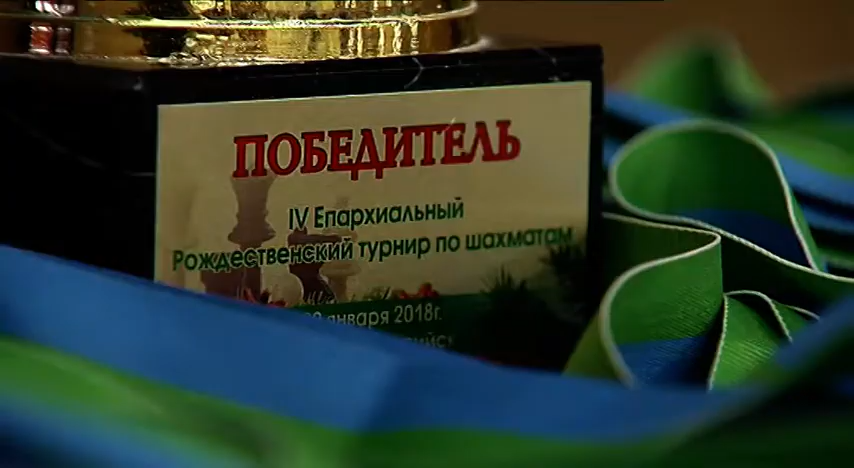 ПОБЕДИТЕЛЬ
IV Епархиальный
Рождественский турнир по шахматам
января 2018г.